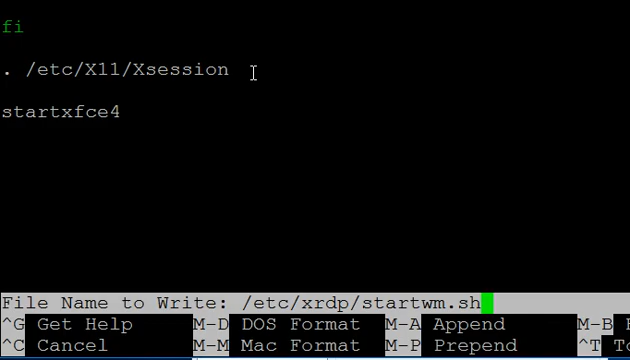 fi
. /etc/X11/Xsession
startxfce4
File Name to Write: /etc/xrdp/startwm.sh
^G Get Help M-D DOS Format M-A Append M-B
^C Cancel M-M Mac Format M-P Prepend ^T